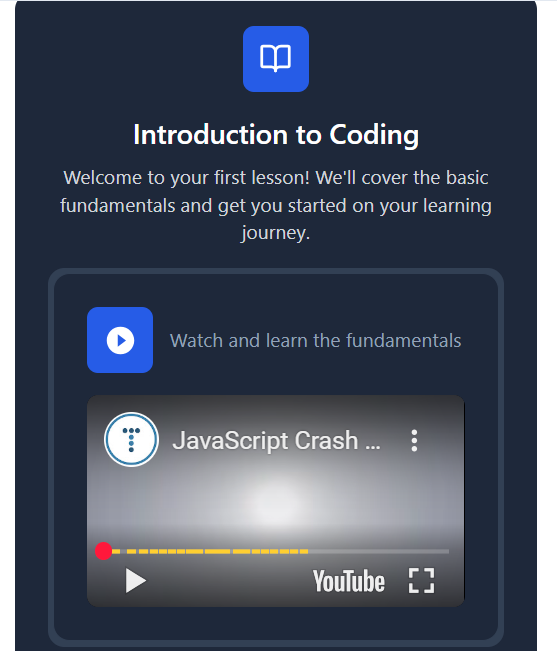 Introduction to Coding
Welcome to your first lesson! We'll cover the basic
fundamentals and get you started on your learning
journey.
Watch and learn the fundamentals
T
JavaScript Crash ...
YouTube